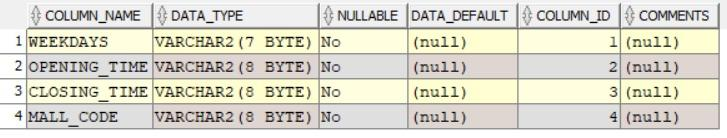 COLUMN_NAME DATA_TYPE NULLABLE DATA_DEFAULT COLUMN_ID COMMENTS
1 WEEKDAYS VARCHAR2(7 BYTE) No (null) 1 (null)
2 OPENING_TIME VARCHAR2(8 BYTE) No (null) 2 (null)
3 CLOSING_TIME VARCHAR2(8 BYTE) No (null) 3 (null)
4 MALL_CODE VARCHAR2(8 BYTE) No (null) 4 (null)